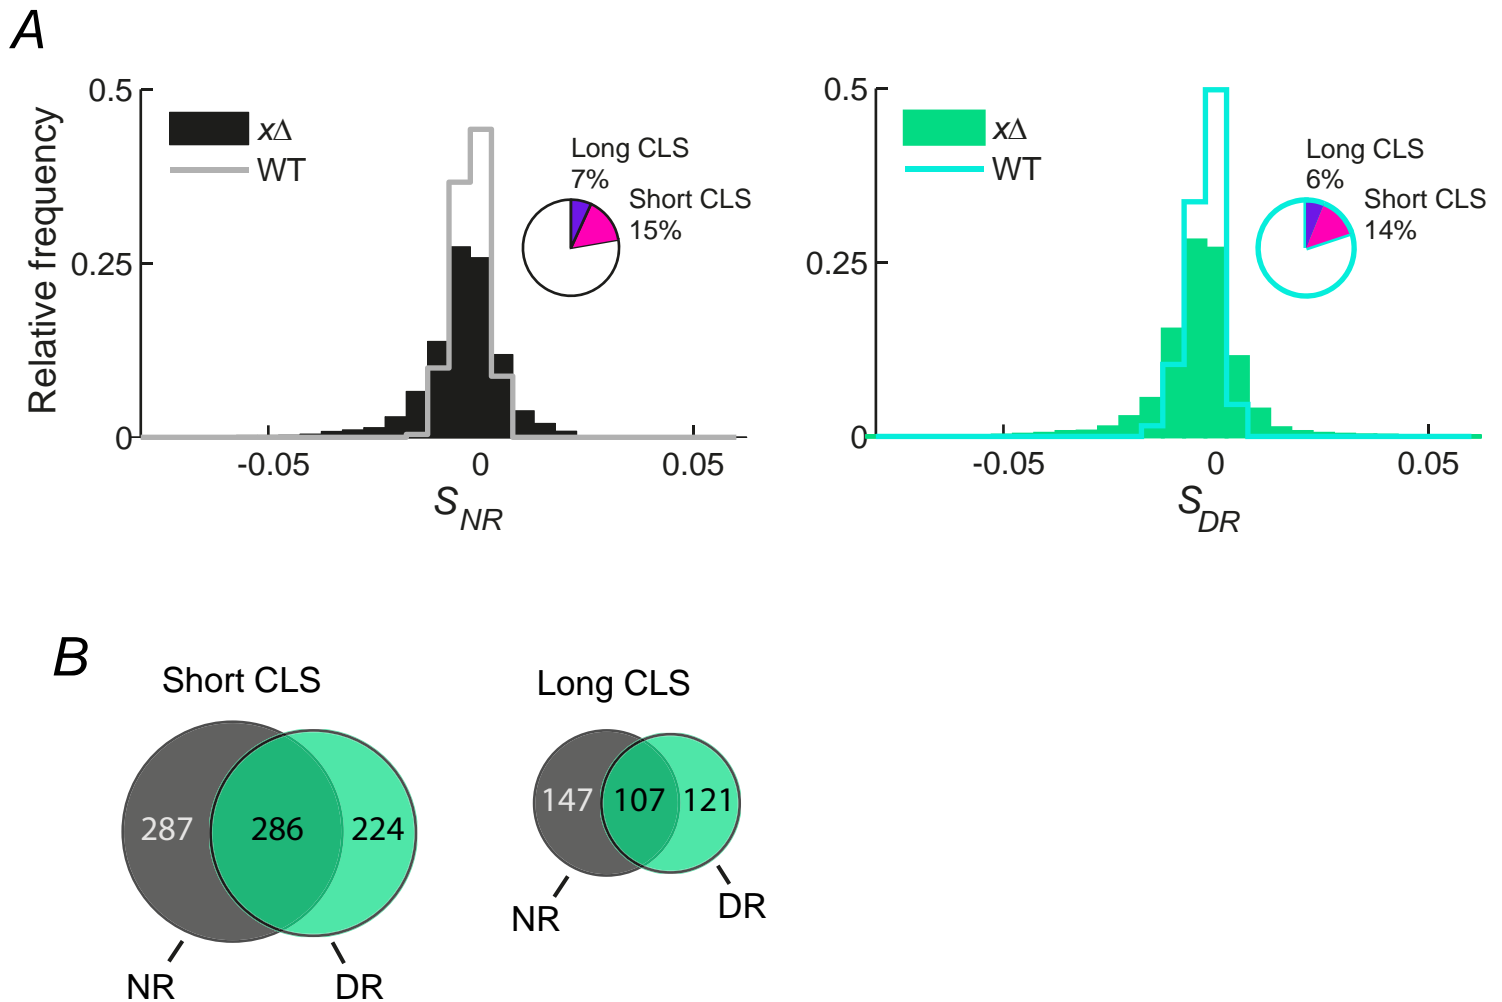 A
0.5
0.25
0
Relative frequency
xΔ
WT
Long CLS
7%
Short CLS
15%
-0.05
0
0.05
S NR
0.5
0.25
0
xΔ
WT
Long CLS
6%
Short CLS
14%
-0.05
0
0.05
S DR
B
Short CLS
287
286
224
NR
DR
Long CLS
147
107
121
NR
DR